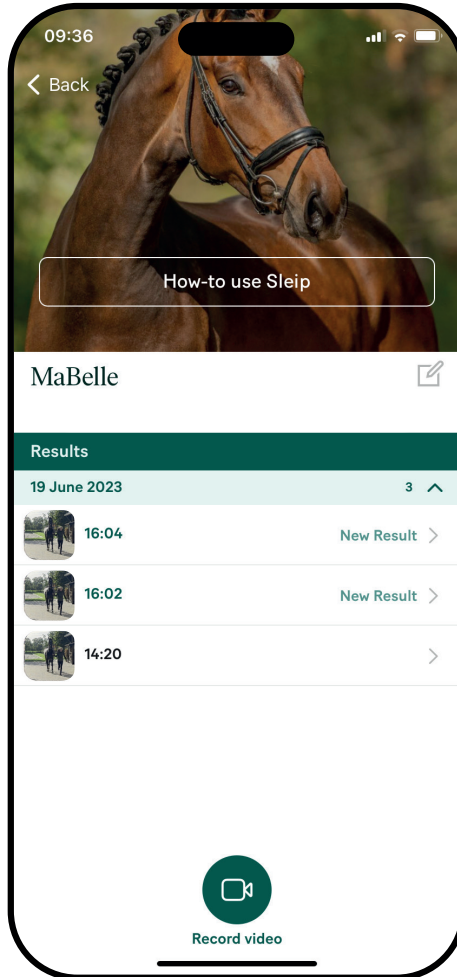 09:36
Back
How-to use Sleip
MaBelle
Results
19 June 2023 3
16:04 New Result
16:02 New Result
14:20
Record video